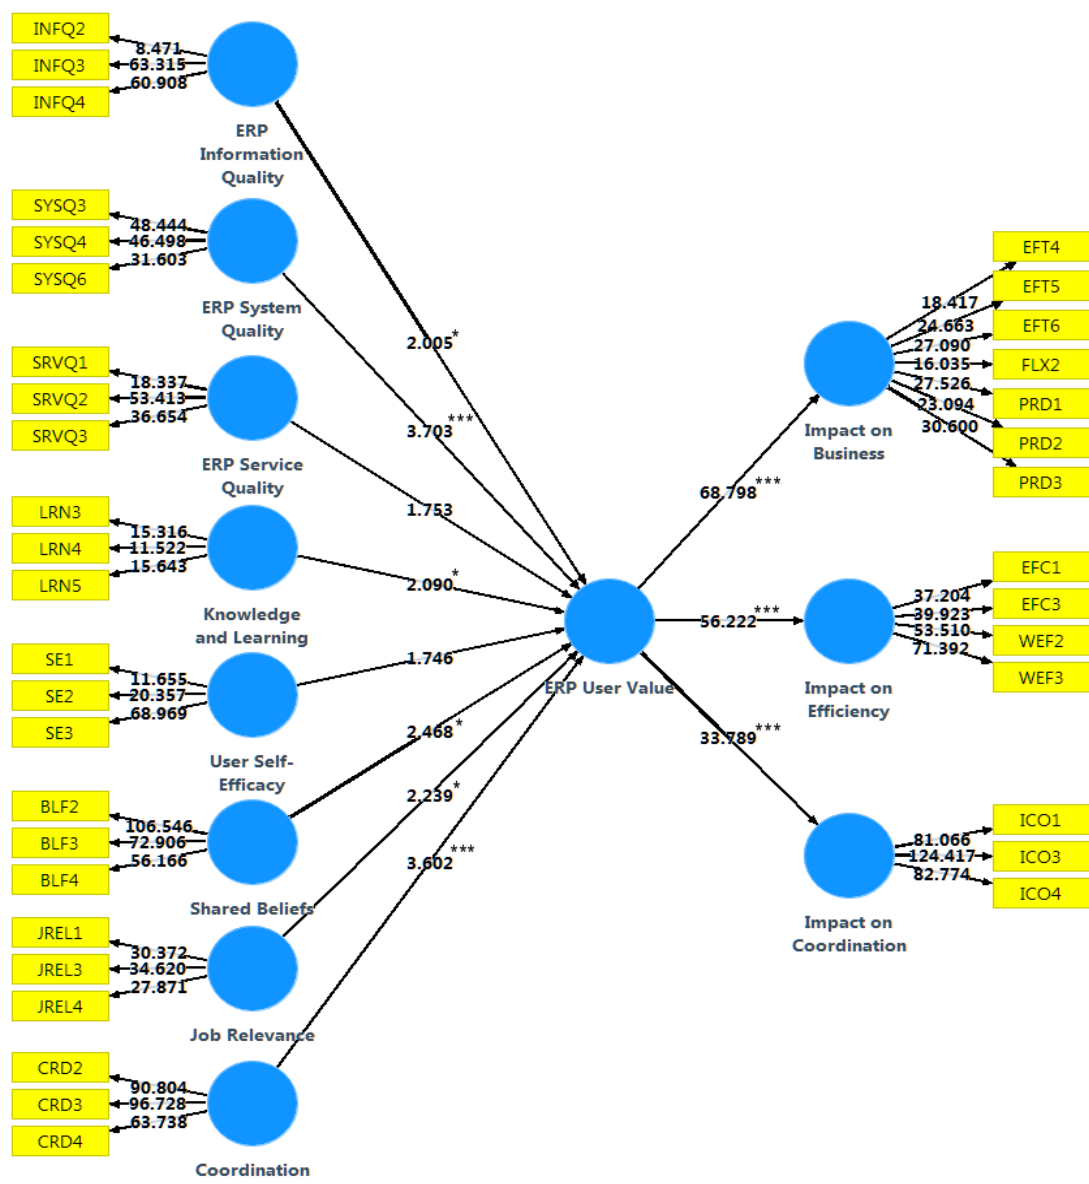 INFQ2
INFQ3
INFQ4
8.471
63.315
60.908
ERP
Information
Quality
SYSQ3
SYSQ4
SYSQ6
48.444
46.498
31.603
ERP System
Quality
SRVQ1
SRVQ2
SRVQ3
18.337
53.413
36.654
ERP Service
Quality
LRN3
LRN4
LRN5
15.316
11.522
15.643
Knowledge
and Learning
SE1
SE2
SE3
11.655
20.357
68.969
User Self-
Efficacy
BLF2
BLF3
BLF4
106.546
72.906
56.166
Shared Beliefs
JREL1
JREL3
JREL4
30.372
34.620
27.871
Job Relevance
CRD2
CRD3
CRD4
90.804
96.728
63.738
Coordination
2.005*
3.703***
1.753
2.090*
1.746
2.468*
2.239*
3.602***
ERP User Value
68.798***
56.222***
33.789***
Impact on
Business
18.417
24.663
27.090
16.035
27.526
23.094
30.600
EFT4
EFT5
EFT6
FLX2
PRD1
PRD2
PRD3
Impact on
Efficiency
37.204
39.923
53.510
71.392
EFC1
EFC3
WEF2
WEF3
Impact on
Coordination
81.066
124.417
82.774
ICO1
ICO3
ICO4